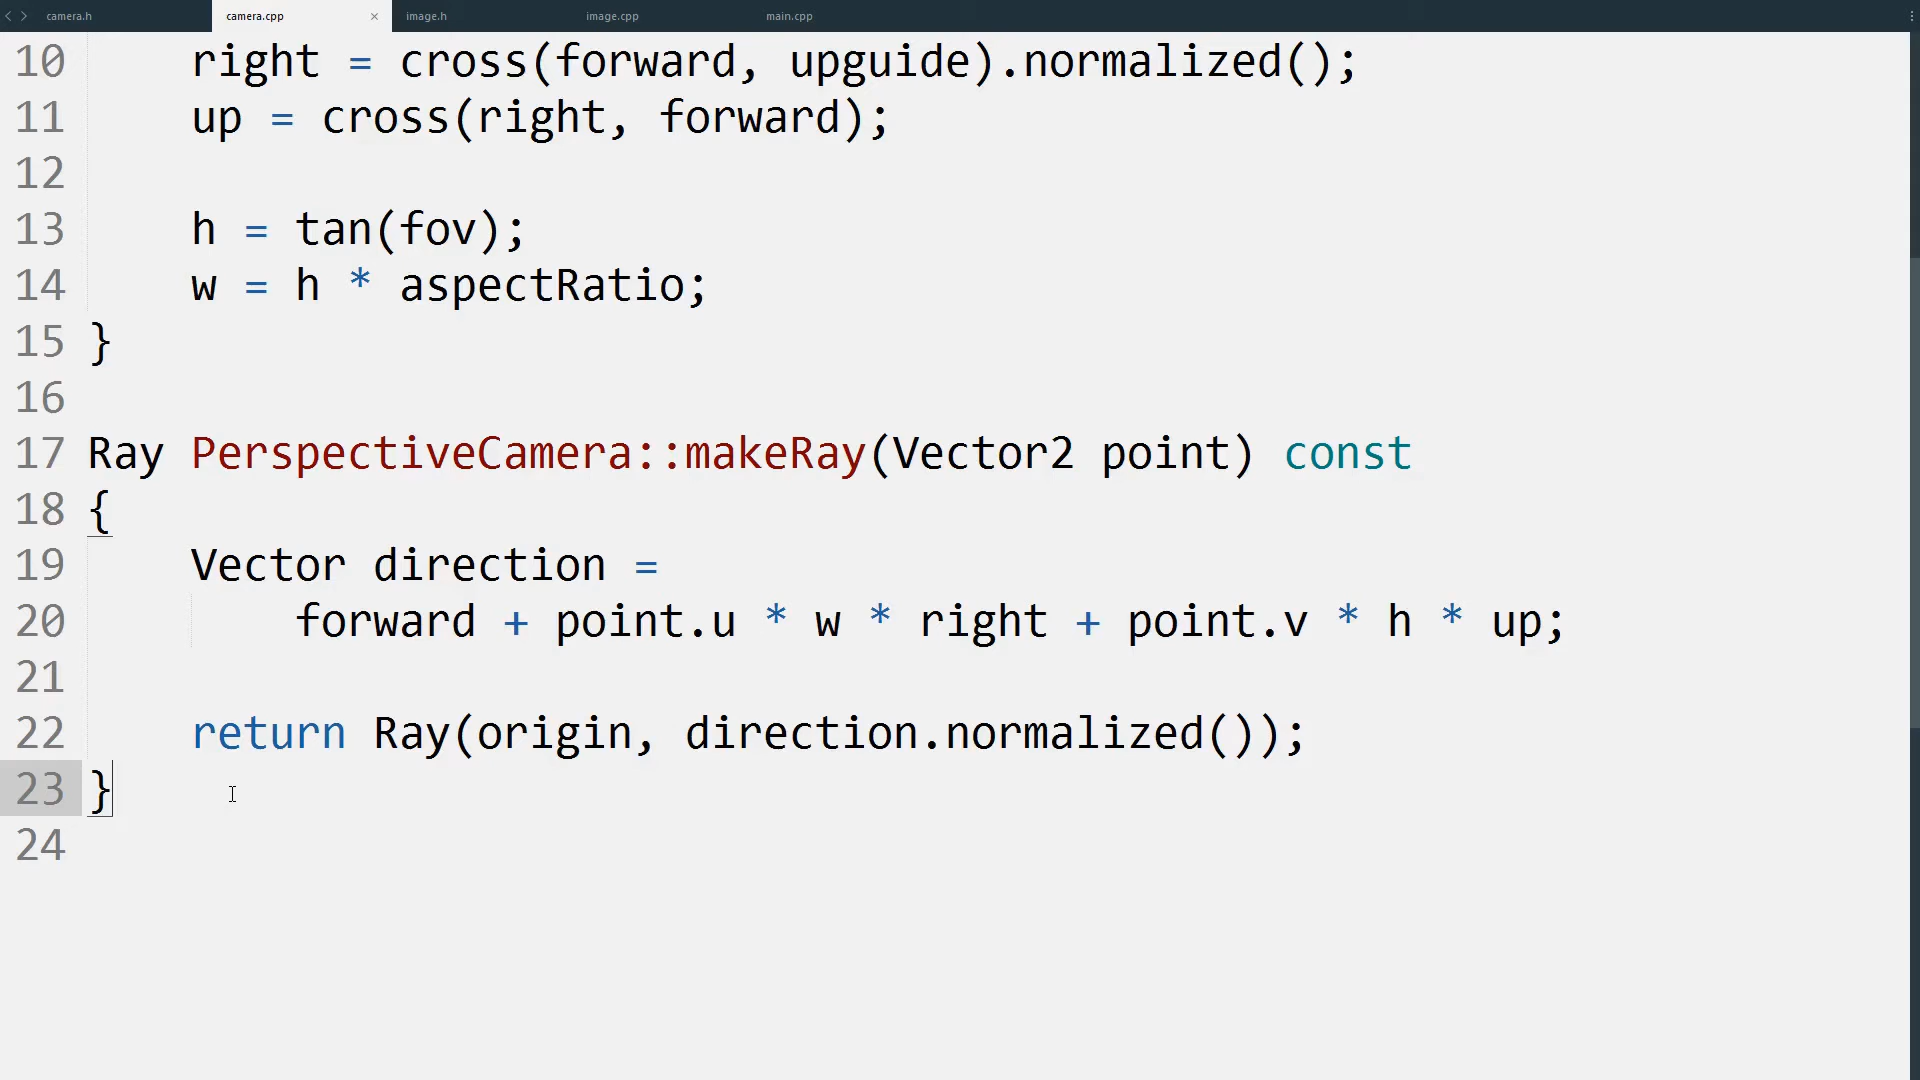 camera.h camera.cpp image.h image.cpp main.cpp
10 right = cross(forward, upguide).normalized();
11 up = cross(right, forward);
12
13 h = tan(fov);
14 w = h * aspectRatio;
15 }
16
17 Ray PerspectiveCamera::makeRay(Vector2 point) const
18 {
19 Vector direction =
20 forward + point.u * w * right + point.v * h * up;
21
22 return Ray(origin, direction.normalized());
23 }
24